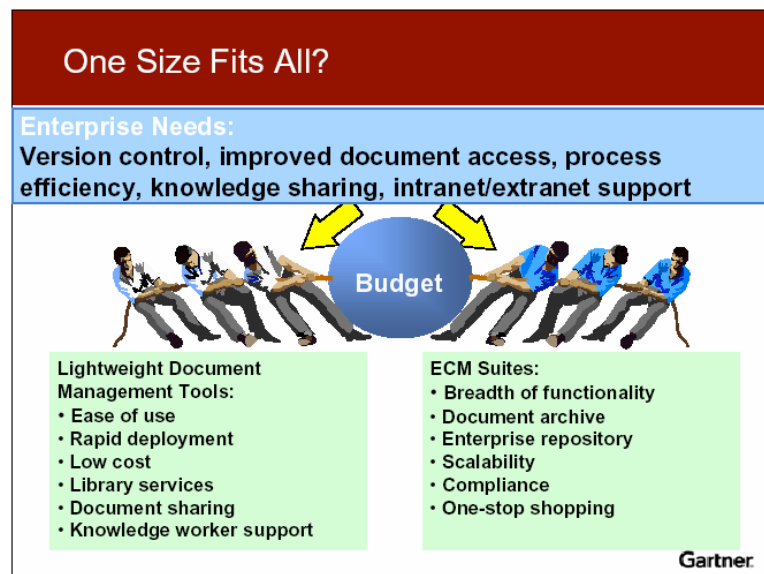 One Size Fits All?
Enterprise Needs:
Version control, improved document access, process
efficiency, knowledge sharing, intranet/extranet support
Budget
Lightweight Document
Management Tools:
• Ease of use
• Rapid deployment
• Low cost
• Library services
• Document sharing
• Knowledge worker support
ECM Suites:
• Breadth of functionality
• Document archive
• Enterprise repository
• Scalability
• Compliance
• One-stop shopping
Gartner